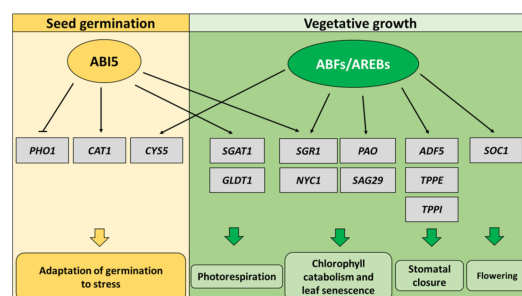 Seed germination
Vegetative growth
ABI5
ABFs/AREBs
PHO1
CAT1
CYS5
SGAT1
SGR1
PAO
ADF5
SOC1
GLDT1
NYC1
SAG29
TPPE
TPPI
Adaptation of germination
to stress
Photorespiration
Chlorophyll
catabolism and
leaf senescence
Stomatal
closure
Flowering